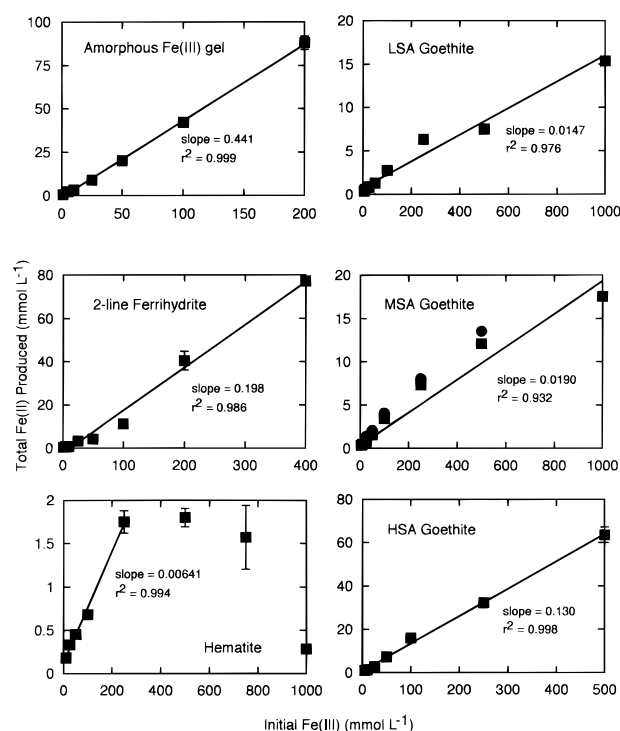 Amorphous Fe(III) gel
100
75
50
25
0
slope = 0.441
r² = 0.999
0 50 100 150 200
LSA Goethite
20
15
10
5
0
slope = 0.0147
r² = 0.976
0 200 400 600 800 1000
Total Fe(II) Produced (mmol L⁻¹)
2-line Ferrihydrite
80
60
40
20
0
slope = 0.198
r² = 0.986
0 100 200 300 400
MSA Goethite
20
15
10
5
0
slope = 0.0190
r² = 0.932
0 200 400 600 800 1000
2
1.5
1
0.5
0
slope = 0.00641
r² = 0.994
Hematite
0 200 400 600 800 1000
HSA Goethite
80
60
40
20
0
slope = 0.130
r² = 0.998
0 100 200 300 400 500
Initial Fe(III) (mmol L⁻¹)